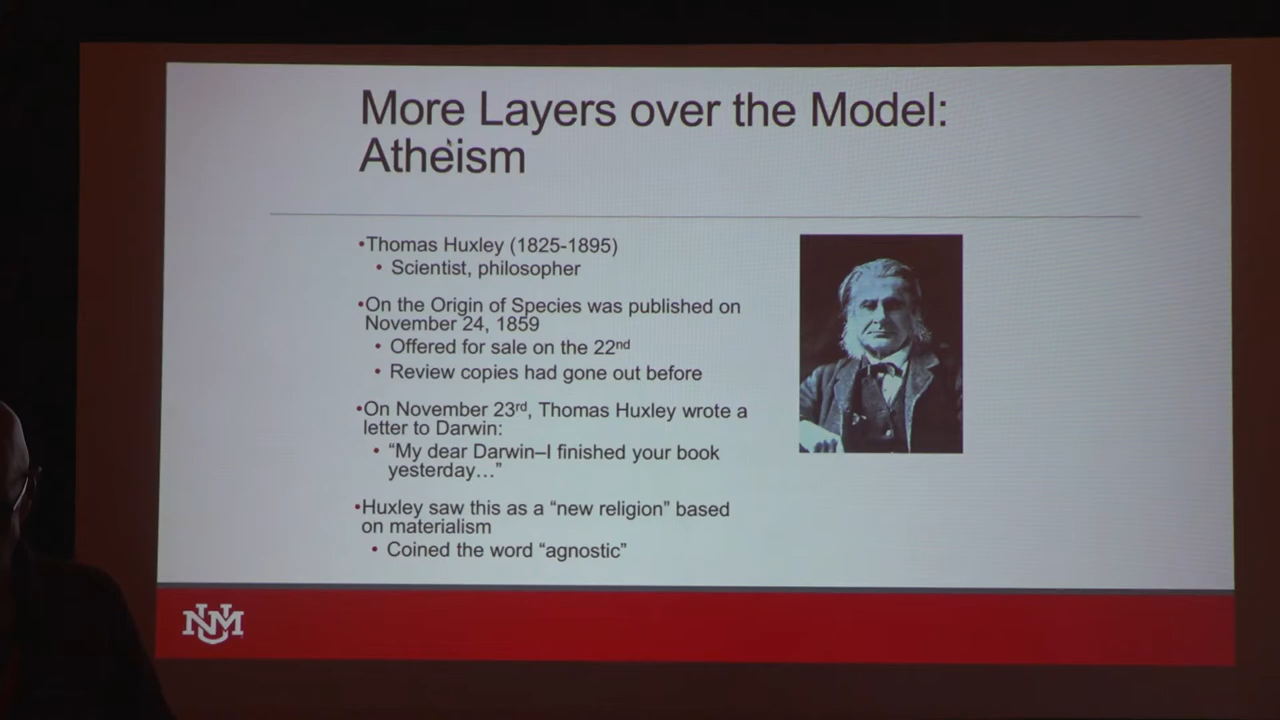 More Layers over the Model:
Atheism
•Thomas Huxley (1825-1895)
• Scientist, philosopher
•On the Origin of Species was published on
November 24, 1859
• Offered for sale on the 22nd
• Review copies had gone out before
•On November 23rd, Thomas Huxley wrote a
letter to Darwin:
• “My dear Darwin–I finished your book
yesterday…”
•Huxley saw this as a “new religion” based
on materialism
• Coined the word “agnostic”
UNM